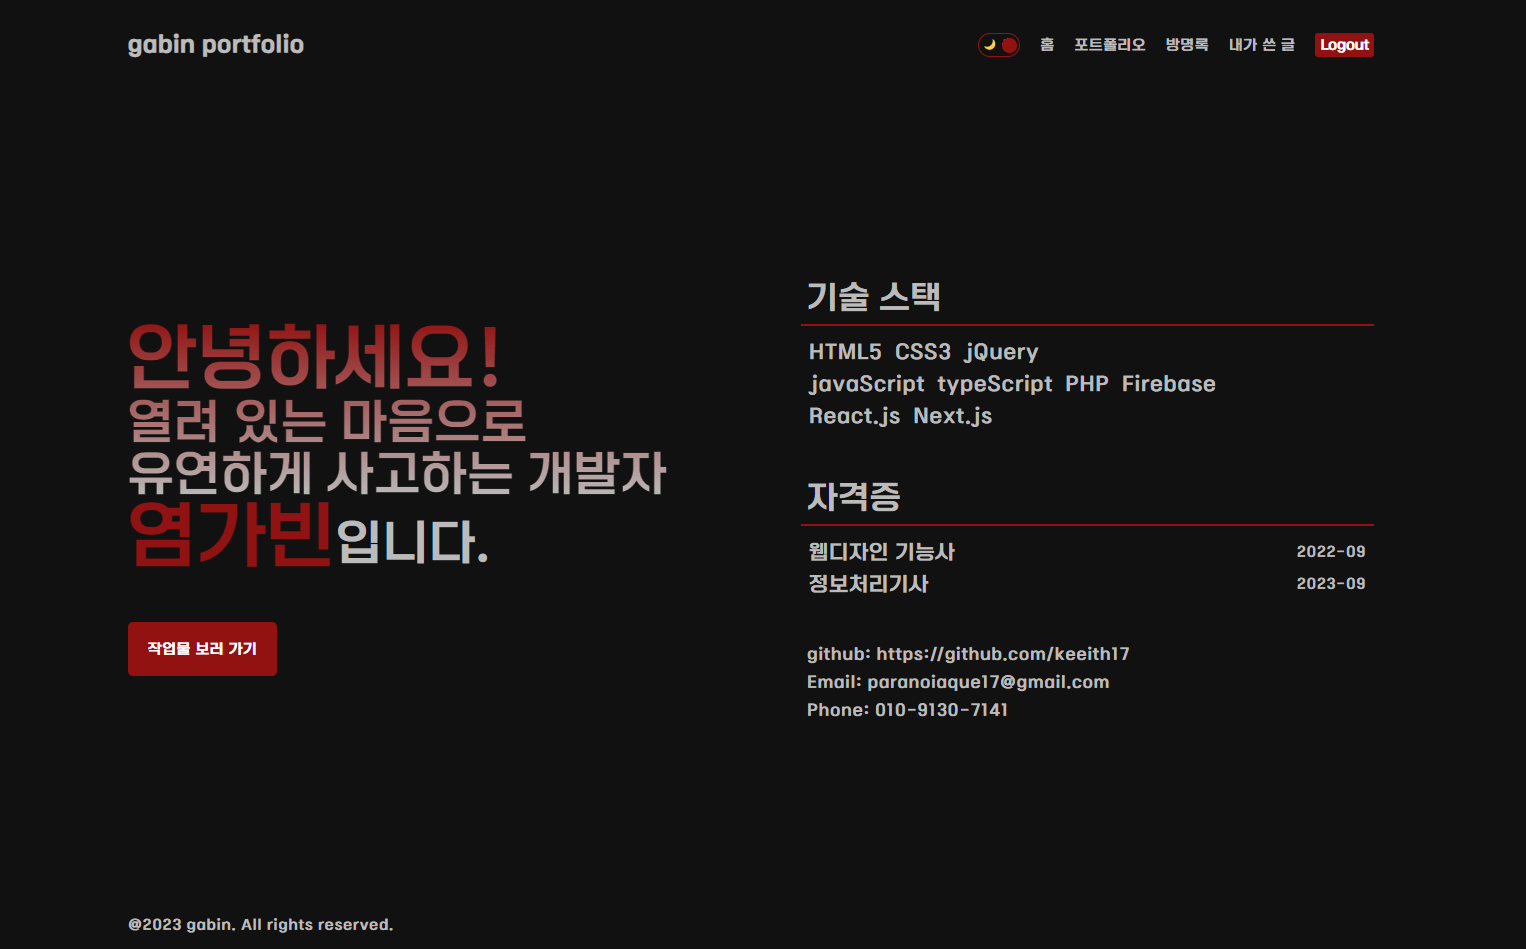 gabin portfolio
홈 포트폴리오 방명록 내가 쓴 글 Logout
안녕하세요!
열려 있는 마음으로
유연하게 사고하는 개발자
염가빈입니다.
작업물 보러 가기
기술 스택
HTML5 CSS3 jQuery
javaScript typeScript PHP Firebase
React.js Next.js
자격증
웹디자인 기능사 2022-09
정보처리기사 2023-09
github: https://github.com/keeith17
Email: paranoiaque17@gmail.com
Phone: 010-9130-7141
@2023 gabin. All rights reserved.